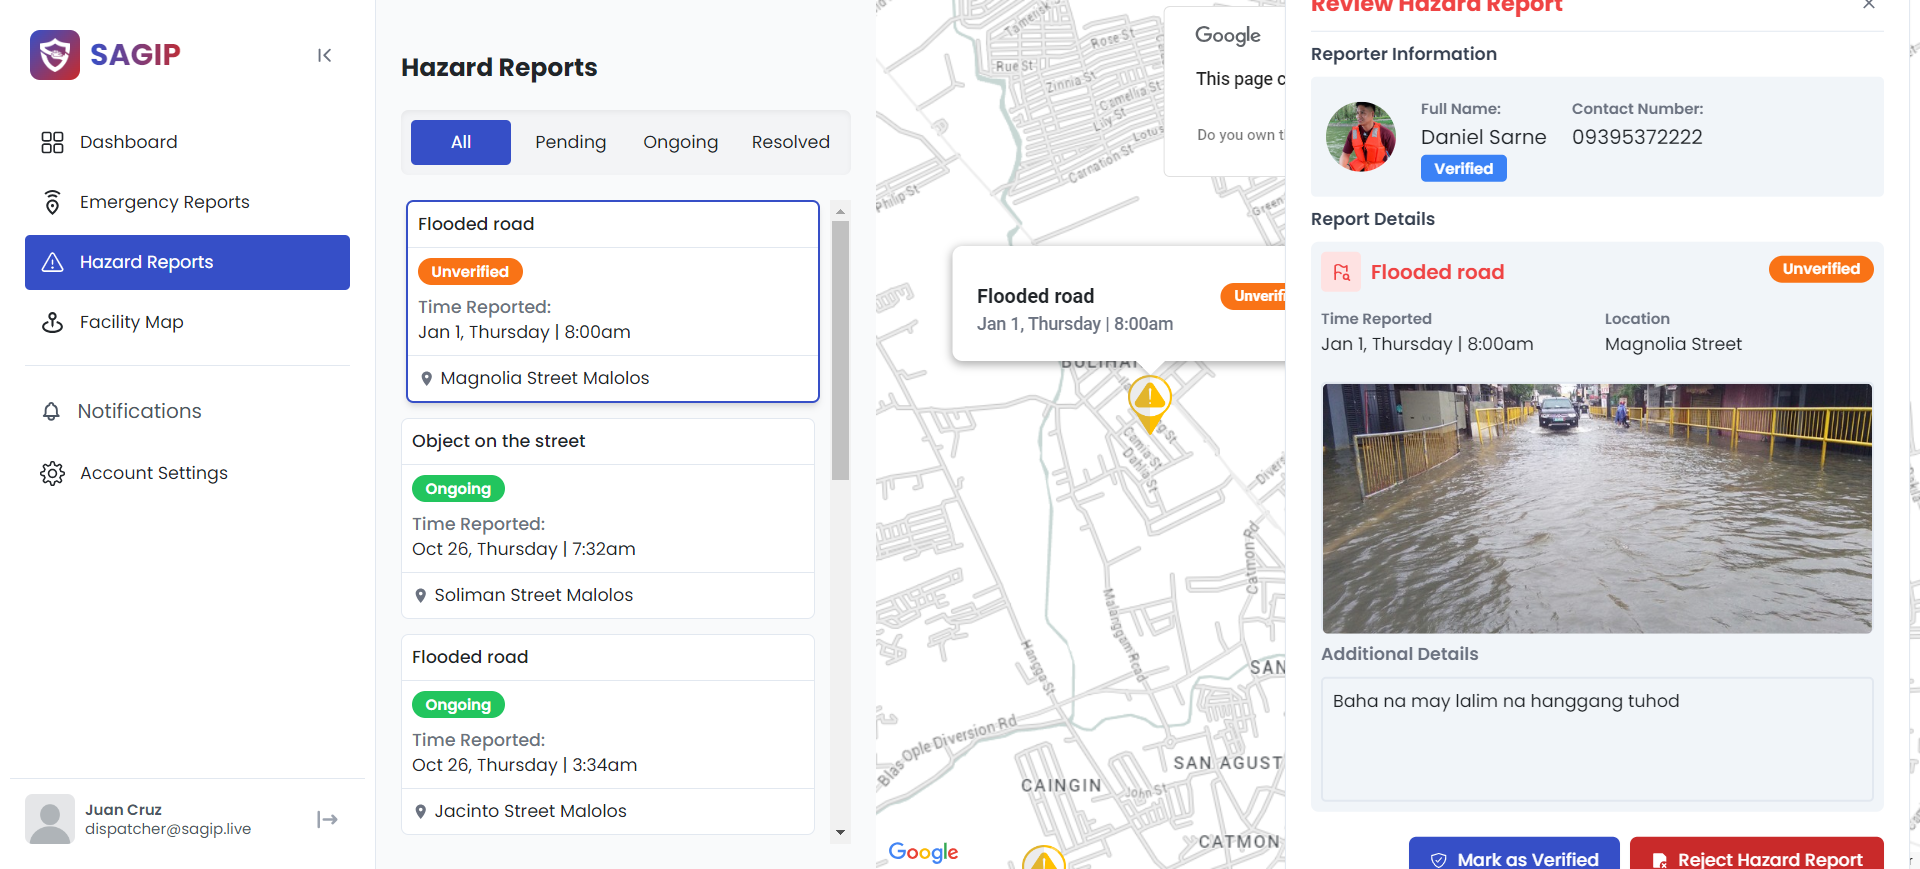 SAGIP
Dashboard
Emergency Reports
Hazard Reports
Facility Map
Notifications
Account Settings
Juan Cruz
dispatcher@sagip.live
Hazard Reports
All
Pending
Ongoing
Resolved
Flooded road
Unverified
Time Reported:
Jan 1, Thursday | 8:00am
Magnolia Street Malolos
Object on the street
Ongoing
Time Reported:
Oct 26, Thursday | 7:32am
Soliman Street Malolos
Flooded road
Ongoing
Time Reported:
Oct 26, Thursday | 3:34am
Jacinto Street Malolos
Rose St
Rue St
Zinnia St
Camellia St
Lily St
Lotus
Carnation St
Philip St
Google
This page c
Do you own t
Flooded road
Jan 1, Thursday | 8:00am
Unverifi
Camia St
Dahlia St
Catmon Rd
Malanggam Road
Hangga St
Blas Ople Diversion Rd
SAN
SAN AGUST
CAINGIN
John St
CATMON
Google
Review Hazard Report
Reporter Information
Full Name:
Daniel Sarne
Verified
Contact Number:
09395372222
Report Details
Flooded road
Unverified
Time Reported
Jan 1, Thursday | 8:00am
Location
Magnolia Street
Additional Details
Baha na may lalim na hanggang tuhod
Mark as Verified
Reject Hazard Report